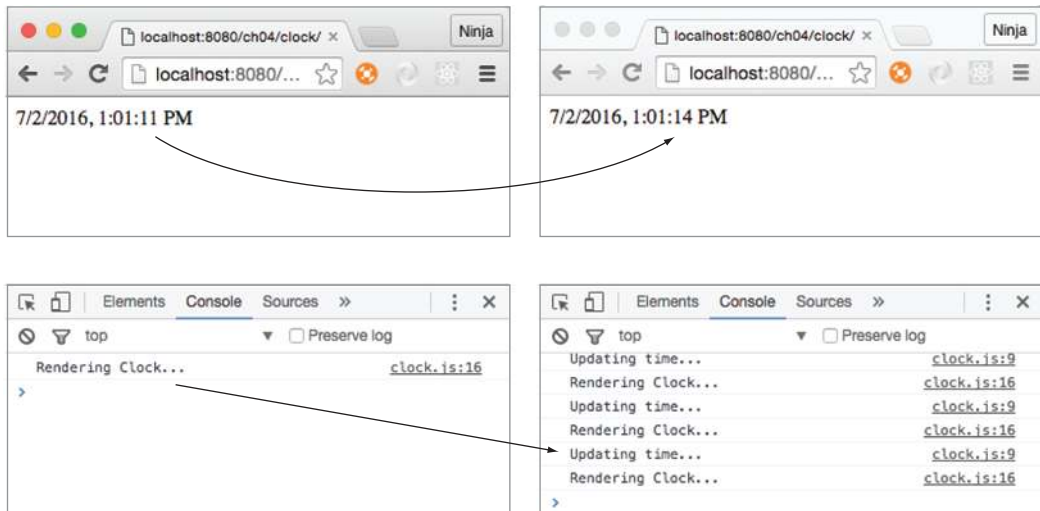 localhost:8080/ch04/clock/ ×
Ninja
localhost:8080/...
7/2/2016, 1:01:11 PM
localhost:8080/ch04/clock/ ×
Ninja
localhost:8080/...
7/2/2016, 1:01:14 PM
Elements Console Sources »
top Preserve log
Rendering Clock... clock.js:16
>
Elements Console Sources »
top Preserve log
Updating time... clock.js:9
Rendering Clock... clock.js:16
Updating time... clock.js:9
Rendering Clock... clock.js:16
Updating time... clock.js:9
Rendering Clock... clock.js:16
>